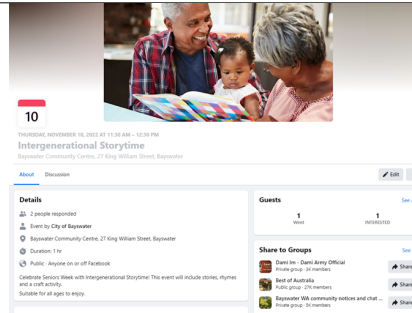 10
THURSDAY, NOVEMBER 10, 2022 AT 11:30 AM – 12:30 PM
Intergenerational Storytime
Bayswater Community Centre, 27 King William Street, Bayswater
About Discussion
Edit
Details
2 people responded
Event by City of Bayswater
Bayswater Community Centre, 27 King William Street, Bayswater
Duration: 1 hr
Public · Anyone on or off Facebook
Celebrate Seniors Week with Intergenerational Storytime! This event will include stories, rhymes
and a craft activity.
Suitable for all ages to enjoy.
Guests
See
1 1
Went INTERESTED
Share to Groups
See
Dami Im - Dami Army Official
Private group · 3K members
Share
Best of Australia
Public group · 27K members
Share
Bayswater WA community notices and chat ...
Share